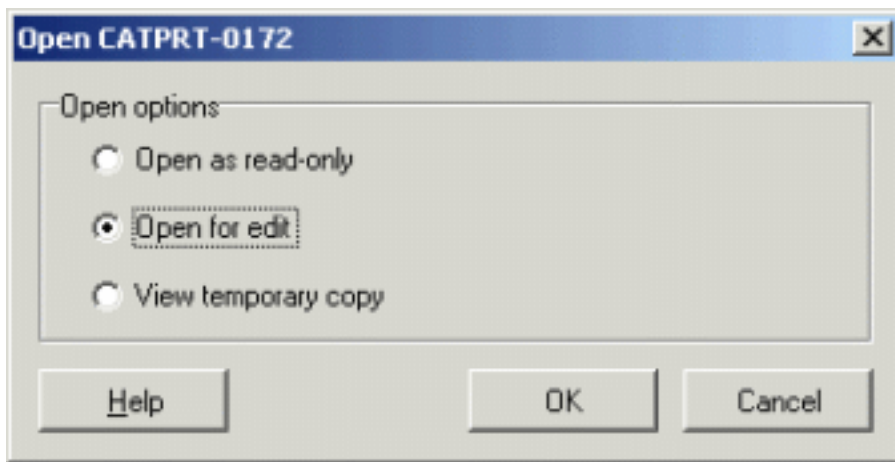 Open CATPRT-0172
Open options
Open as read-only
Open for edit
View temporary copy
Help OK Cancel